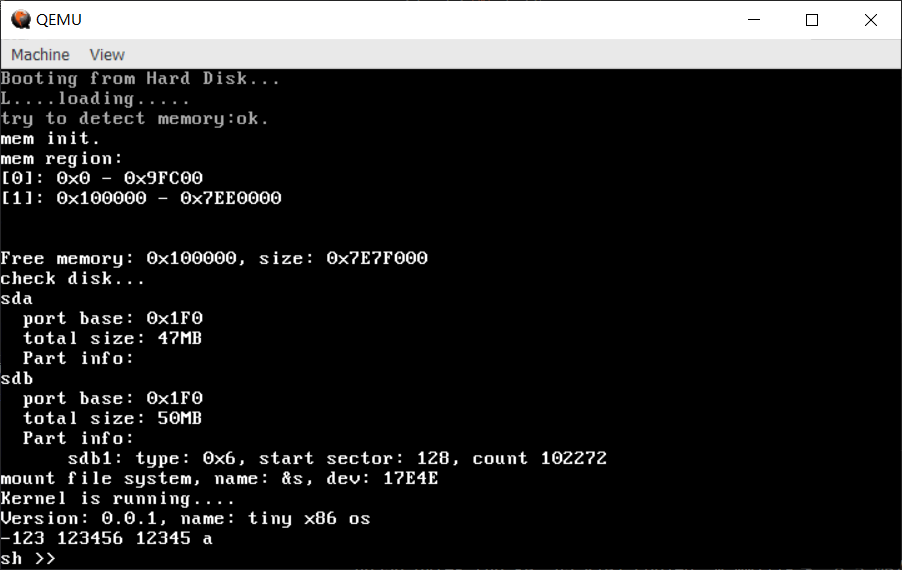 QEMU
Machine View
Booting from Hard Disk...
L....loading.....
try to detect memory:ok.
mem init.
mem region:
[0]: 0x0 - 0x9FC00
[1]: 0x100000 - 0x7EE0000
Free memory: 0x100000, size: 0x7E7F000
check disk...
sda
  port base: 0x1F0
  total size: 47MB
  Part info:
sdb
  port base: 0x1F0
  total size: 50MB
  Part info:
      sdb1: type: 0x6, start sector: 128, count 102272
mount file system, name: &s, dev: 17E4E
Kernel is running....
Version: 0.0.1, name: tiny x86 os
-123 123456 12345 a
sh >>